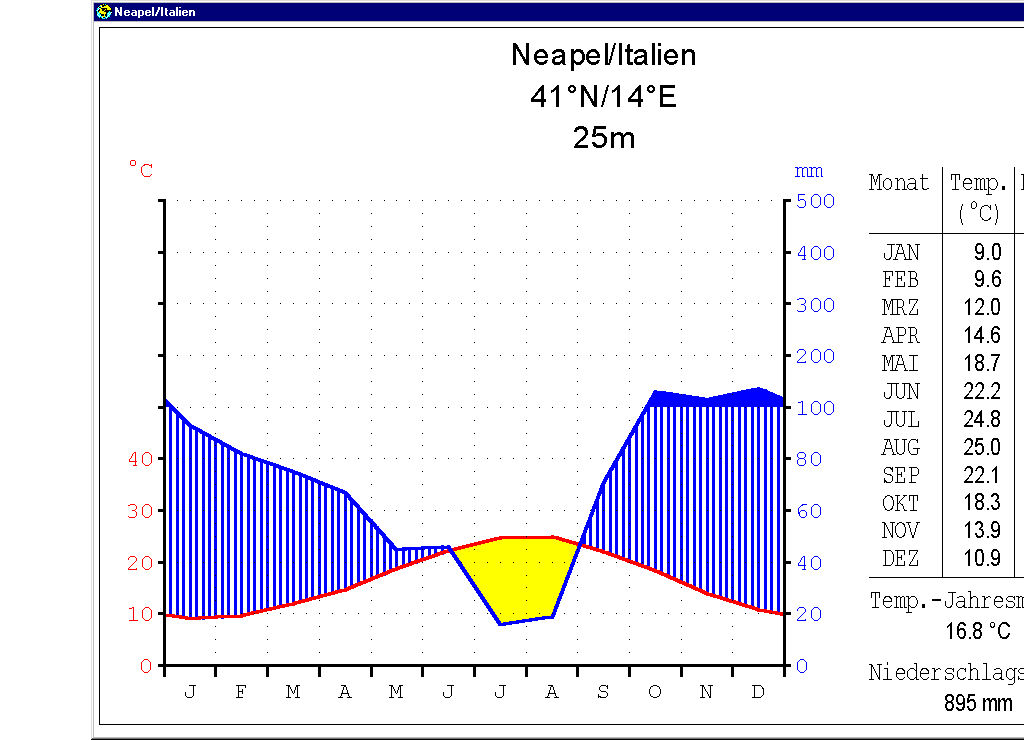 Neapel/Italien
Neapel/Italien
41°N/14°E
25m
°C
mm
500
400
300
200
100
40 80
30 60
20 40
10 20
0 0
J F M A M J J A S O N D
Monat Temp.
(°C)
JAN 9.0
FEB 9.6
MRZ 12.0
APR 14.6
MAI 18.7
JUN 22.2
JUL 24.8
AUG 25.0
SEP 22.1
OKT 18.3
NOV 13.9
DEZ 10.9
Temp.-Jahresm
16.8 °C
Niederschlags
895 mm